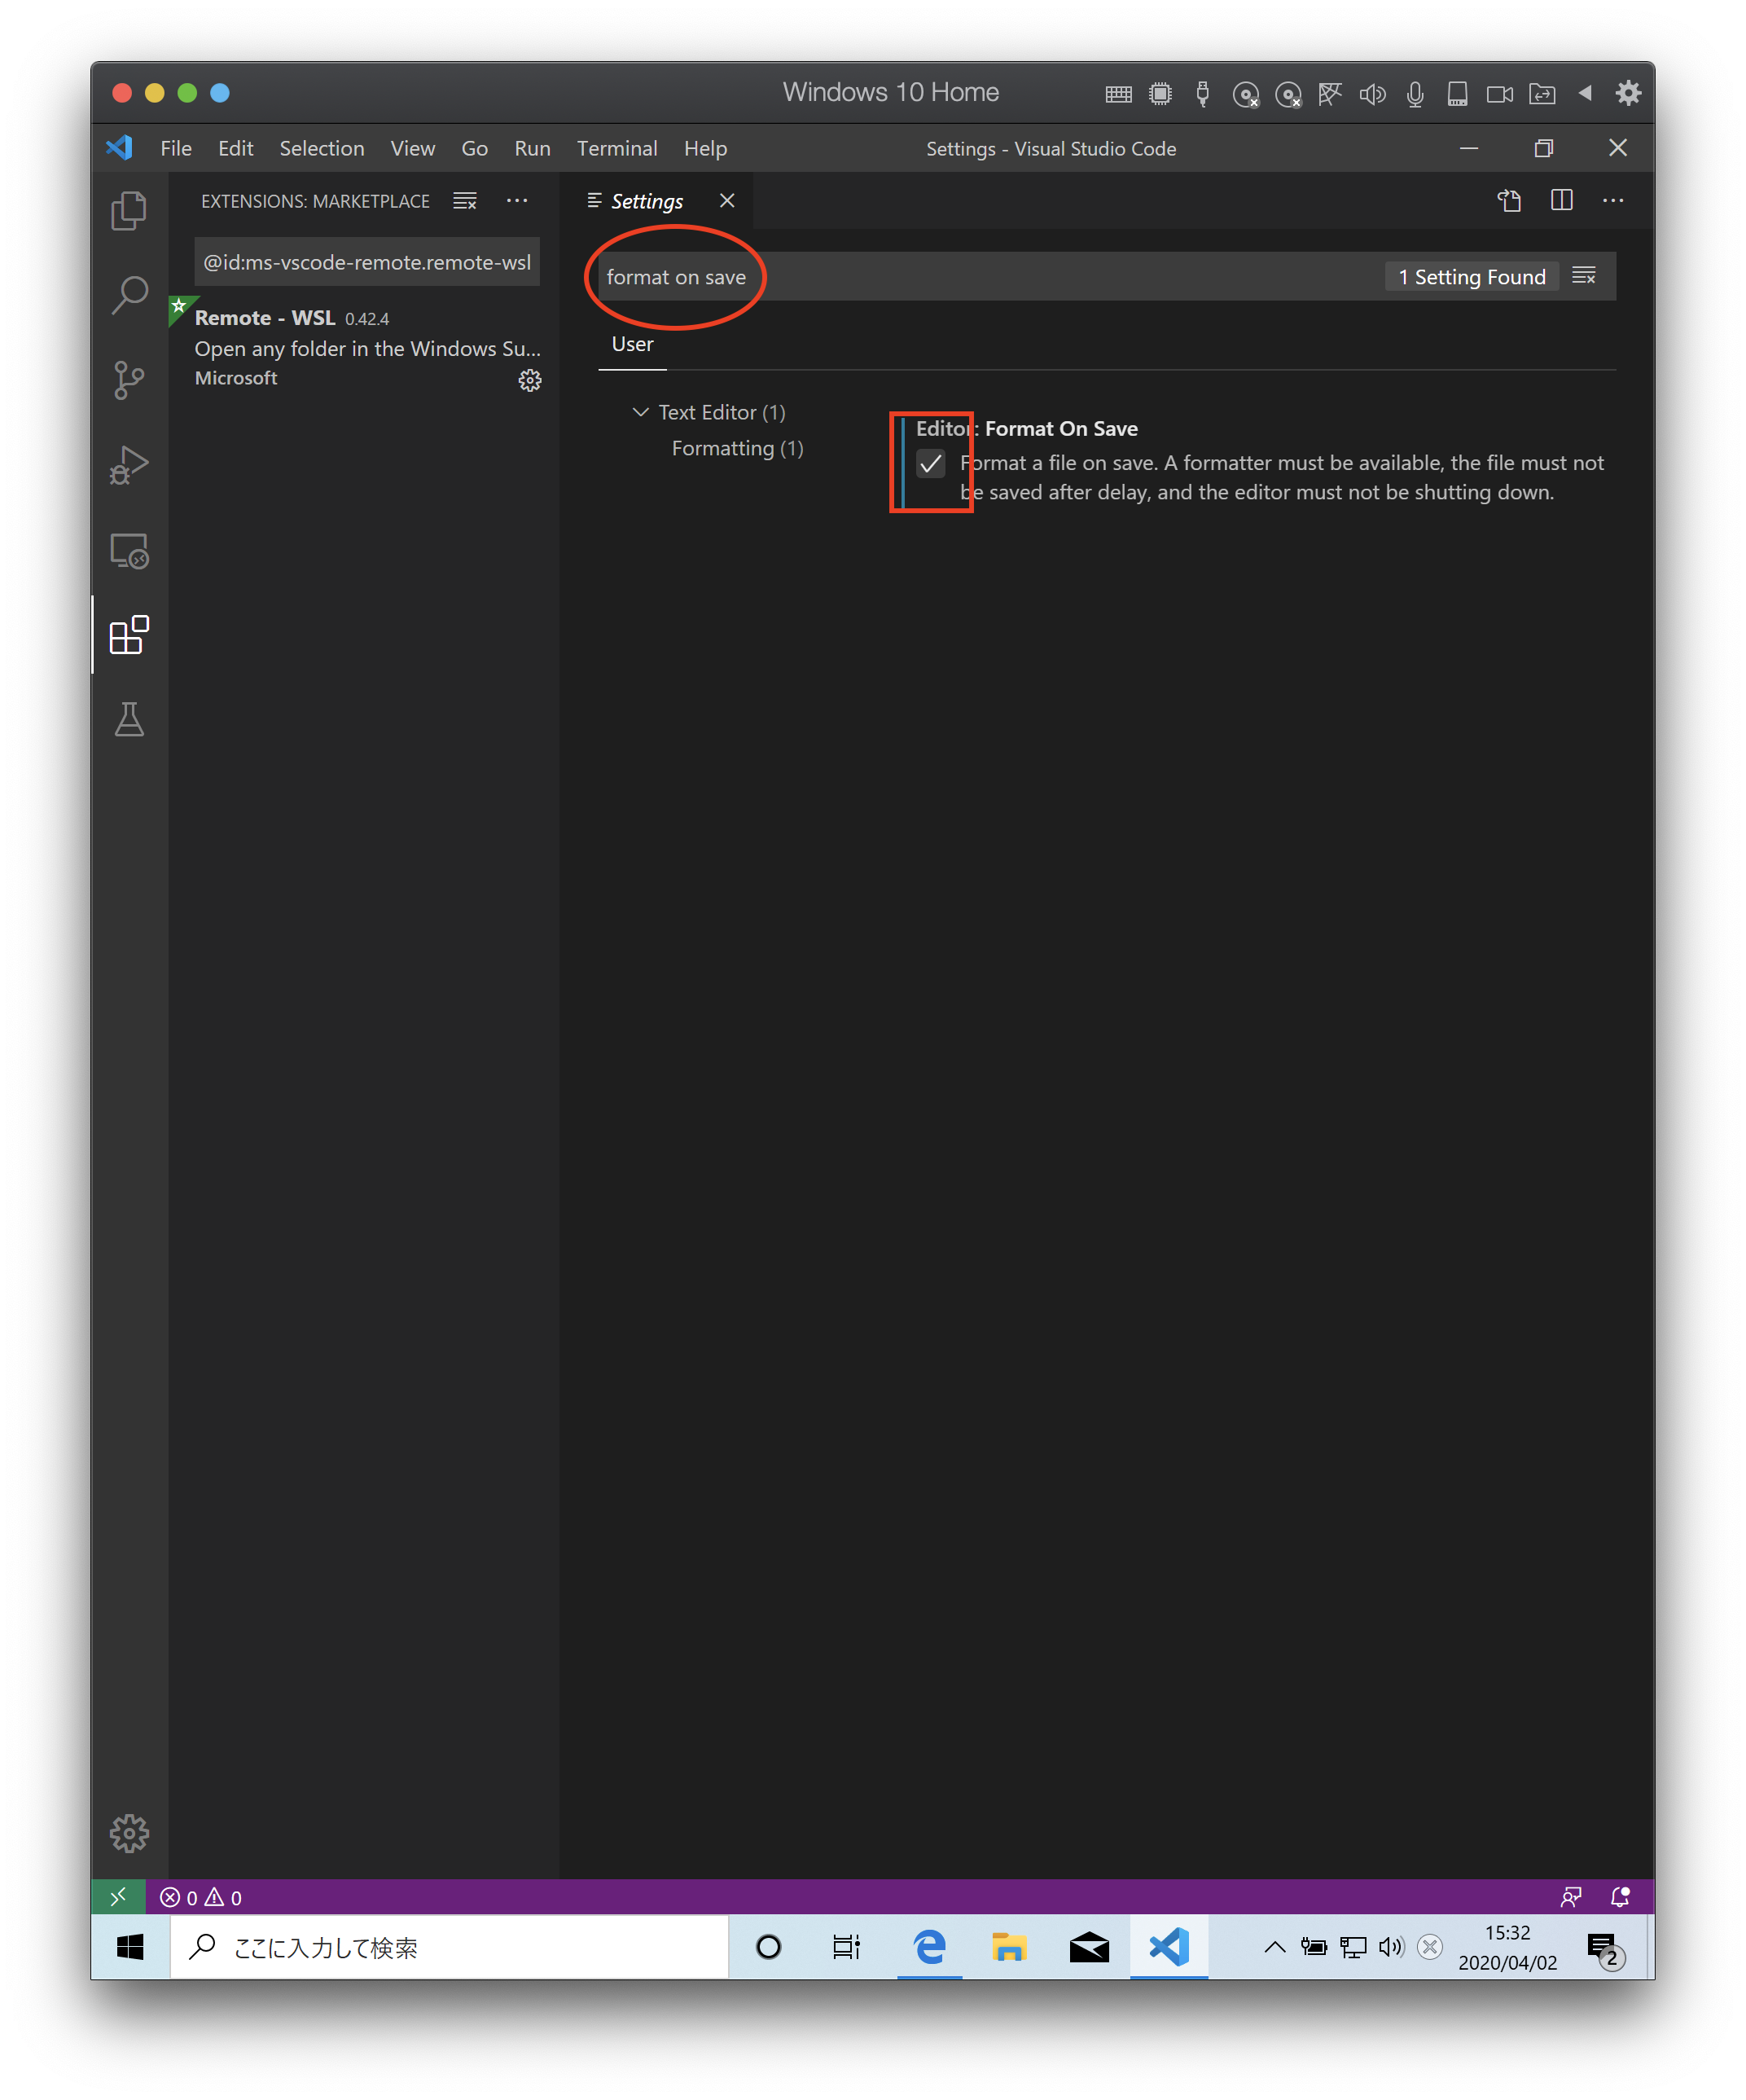 Windows 10 Home
File Edit Selection View Go Run Terminal Help
Settings - Visual Studio Code
EXTENSIONS: MARKETPLACE
Settings
@id:ms-vscode-remote.remote-wsl
format on save
1 Setting Found
Remote - WSL 0.42.4
Open any folder in the Windows Su...
Microsoft
User
Text Editor (1)
Formatting (1)
Editor: Format On Save
Format a file on save. A formatter must be available, the file must not
be saved after delay, and the editor must not be shutting down.
0 0
ここに入力して検索
15:32
2020/04/02
2